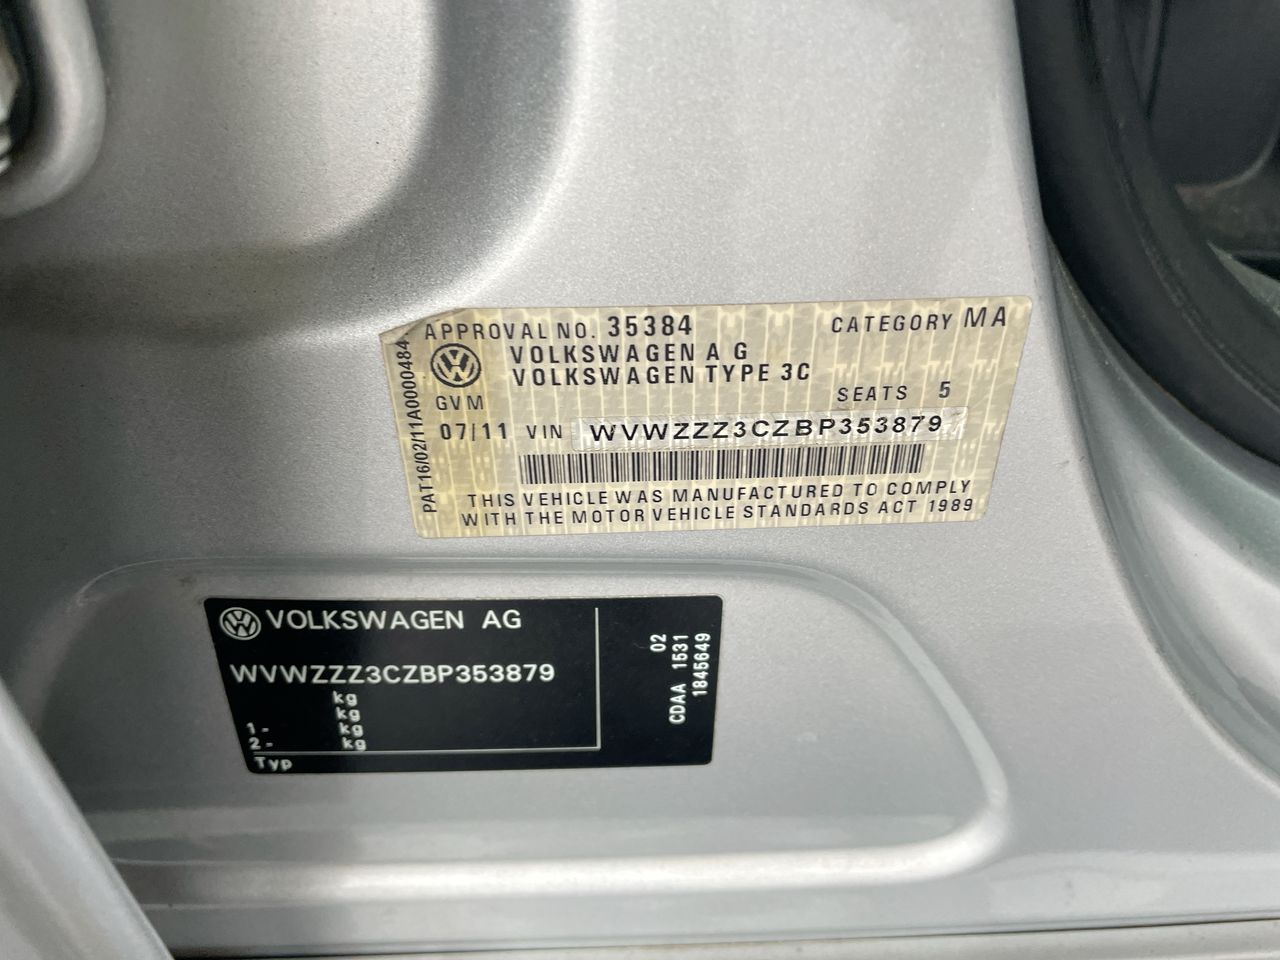 APPROVAL NO. 35384 CATEGORY MA
VOLKSWAGEN A G
VOLKSWAGEN TYPE 3C
GVM SEATS 5
07/11 VIN WVWZZZ3CZBP353879
THIS VEHICLE WAS MANUFACTURED TO COMPLY
WITH THE MOTOR VEHICLE STANDARDS ACT 1989
PAT16/02/11A0000484
VOLKSWAGEN AG
WVWZZZ3CZBP353879
kg
kg
1- kg
2- kg
Typ
02
CDAA 1531
1845649